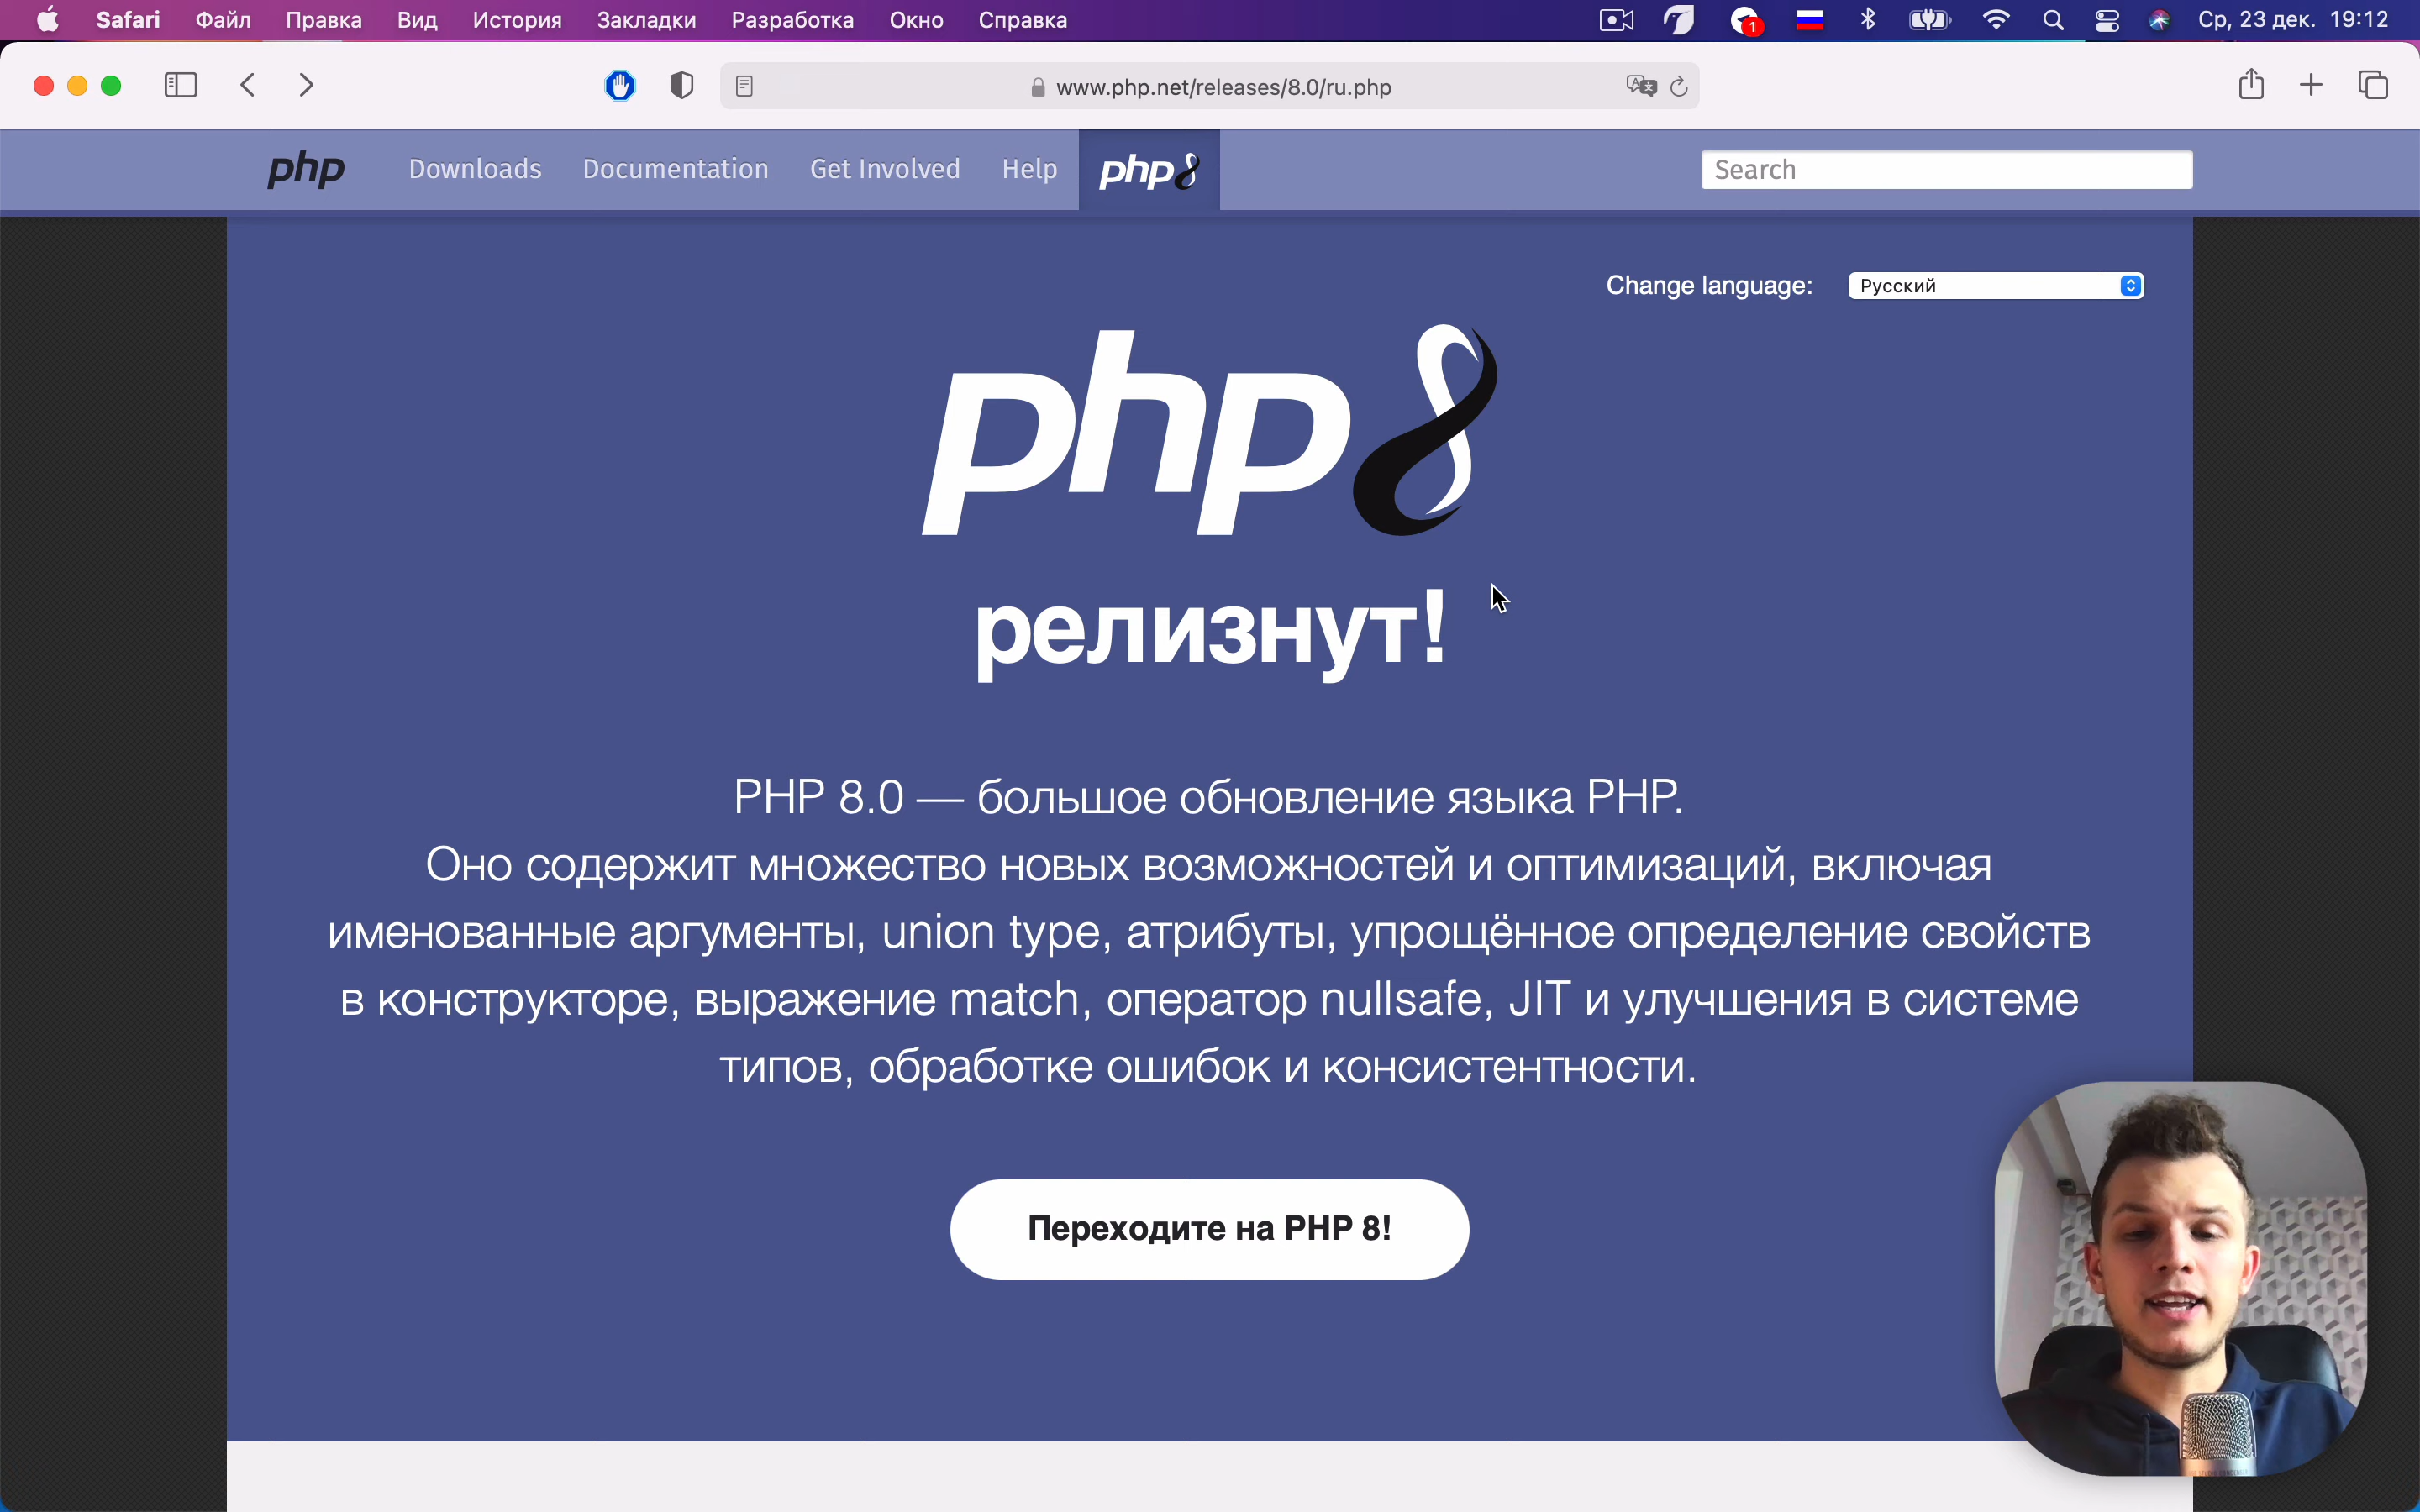 Safari Файл Правка Вид История Закладки Разработка Окно Справка 1 Ср, 23 дек. 19:12
www.php.net/releases/8.0/ru.php
php Downloads Documentation Get Involved Help php8 Search
Change language: Русский
php8
релизнут!
PHP 8.0 — большое обновление языка PHP.
Оно содержит множество новых возможностей и оптимизаций, включая
именованные аргументы, union type, атрибуты, упрощённое определение свойств
в конструкторе, выражение match, оператор nullsafe, JIT и улучшения в системе
типов, обработке ошибок и консистентности.
Переходите на PHP 8!